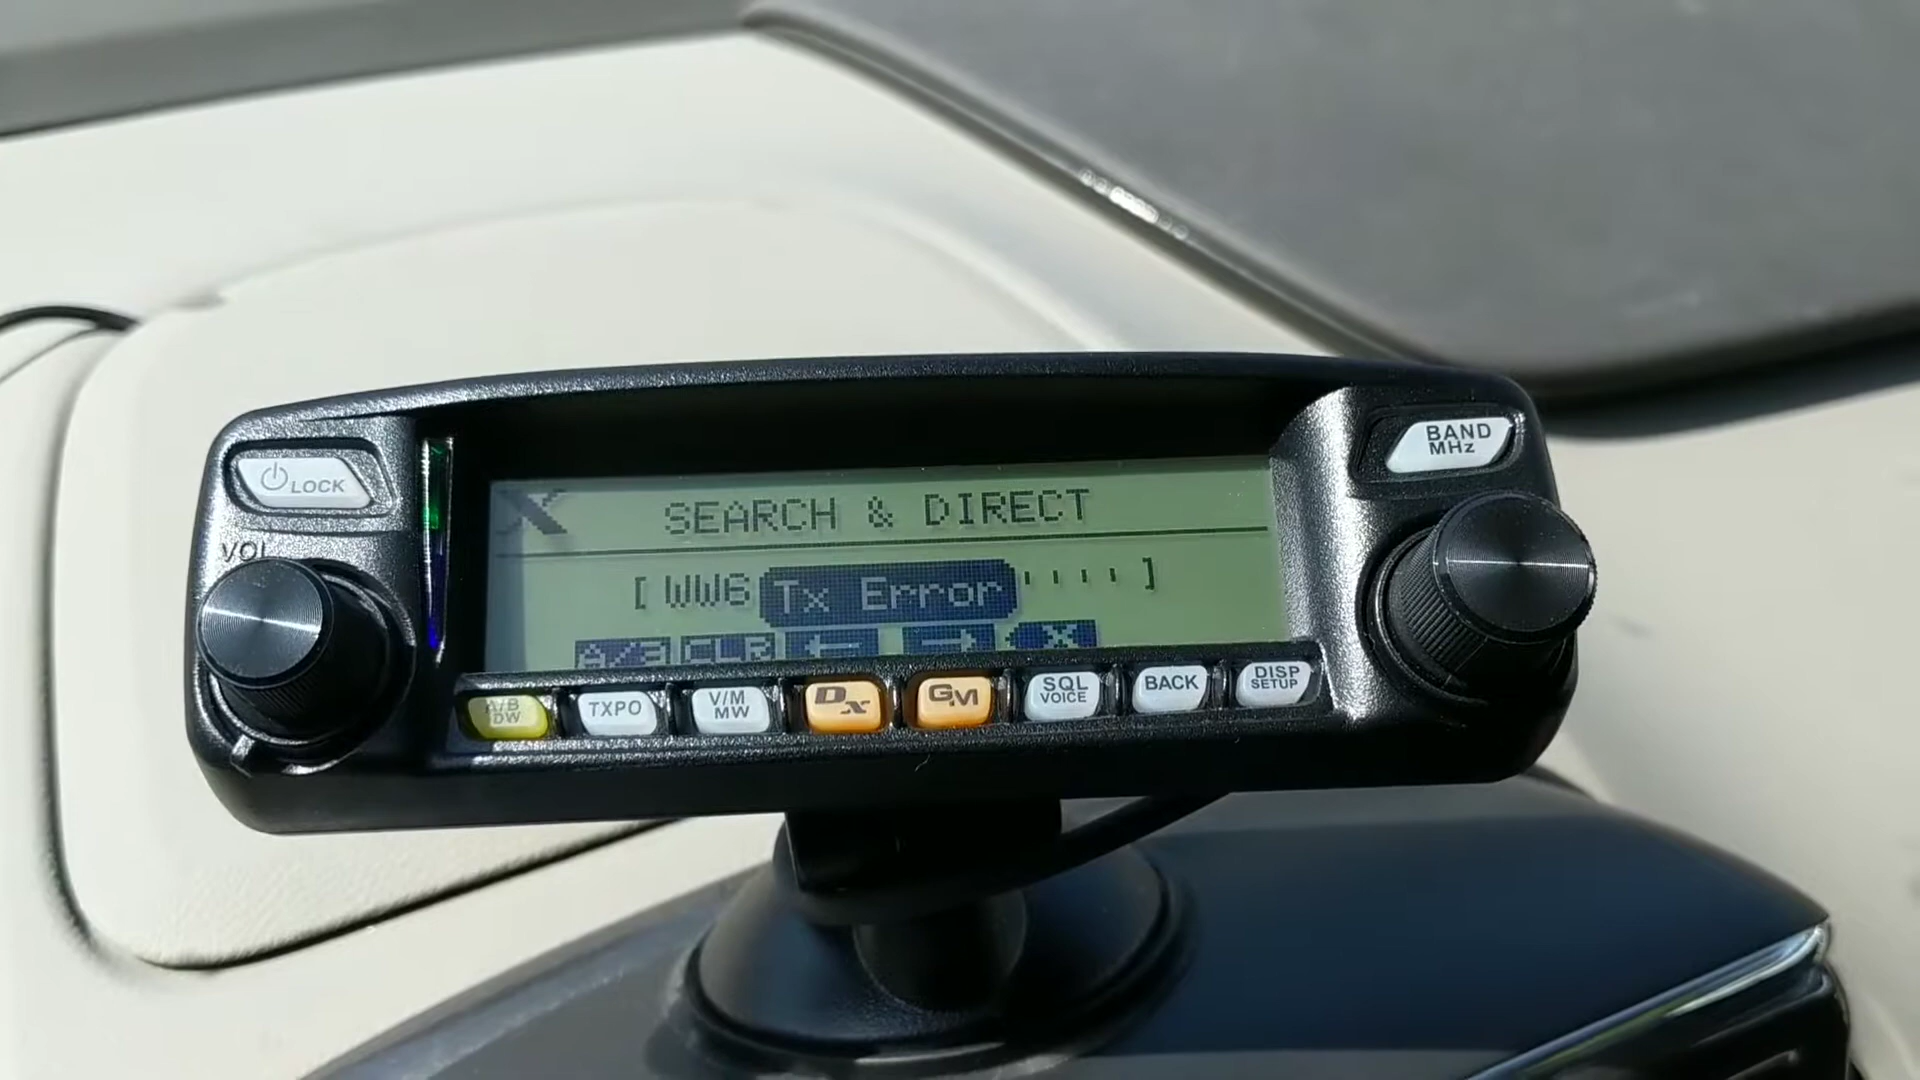 LOCK
BAND
MHz
VOL
X SEARCH & DIRECT
[ WW6 Tx Error '''' ]
A/B CLR ← → X
A/B
DW
TXPO
V/M
MW
Dx
GM
SQL
VOICE
BACK
DISP
SETUP